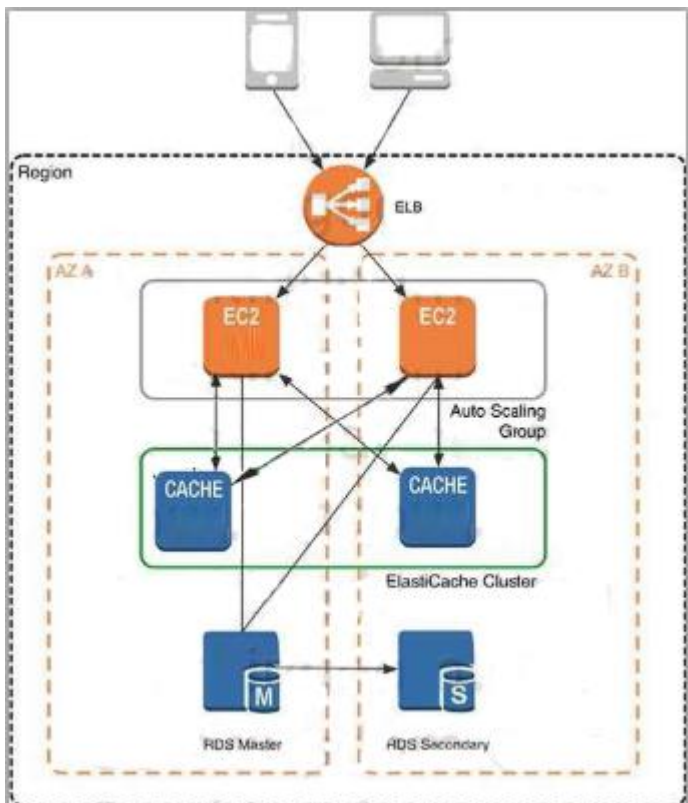 Region
ELB
AZ A
AZ B
EC2
EC2
Auto Scaling
Group
CACHE
CACHE
ElastiCache Cluster
M
S
RDS Master
RDS Secondary